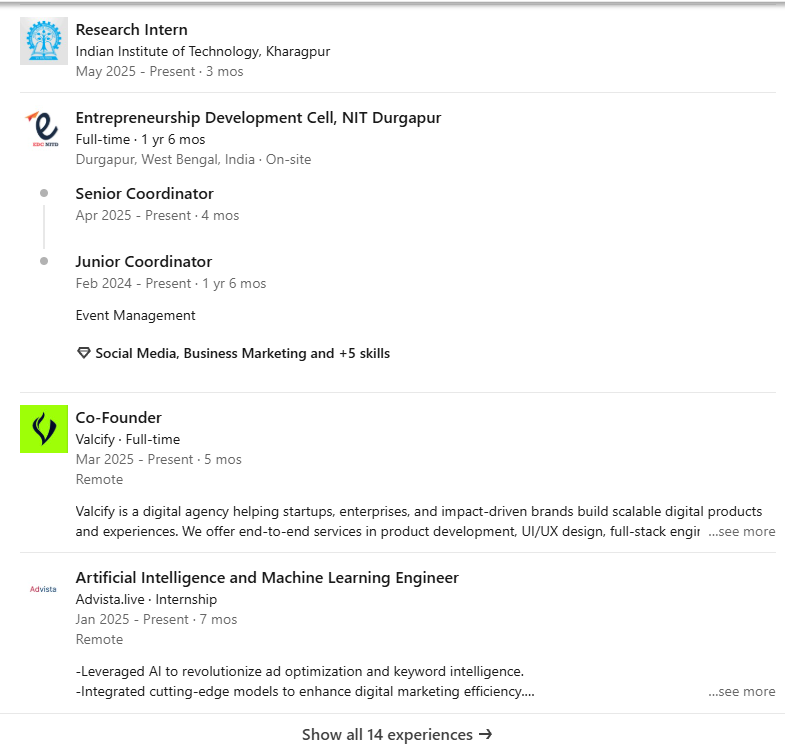 Research Intern
Indian Institute of Technology, Kharagpur
May 2025 - Present · 3 mos
Entrepreneurship Development Cell, NIT Durgapur
EDC NITD
Full-time · 1 yr 6 mos
Durgapur, West Bengal, India · On-site
Senior Coordinator
Apr 2025 - Present · 4 mos
Junior Coordinator
Feb 2024 - Present · 1 yr 6 mos
Event Management
Social Media, Business Marketing and +5 skills
Co-Founder
Valcify · Full-time
Mar 2025 - Present · 5 mos
Remote
Valcify is a digital agency helping startups, enterprises, and impact-driven brands build scalable digital products
and experiences. We offer end-to-end services in product development, UI/UX design, full-stack engir ...see more
Artificial Intelligence and Machine Learning Engineer
Advista
Advista.live · Internship
Jan 2025 - Present · 7 mos
Remote
-Leveraged AI to revolutionize ad optimization and keyword intelligence.
-Integrated cutting-edge models to enhance digital marketing efficiency.... ...see more
Show all 14 experiences →